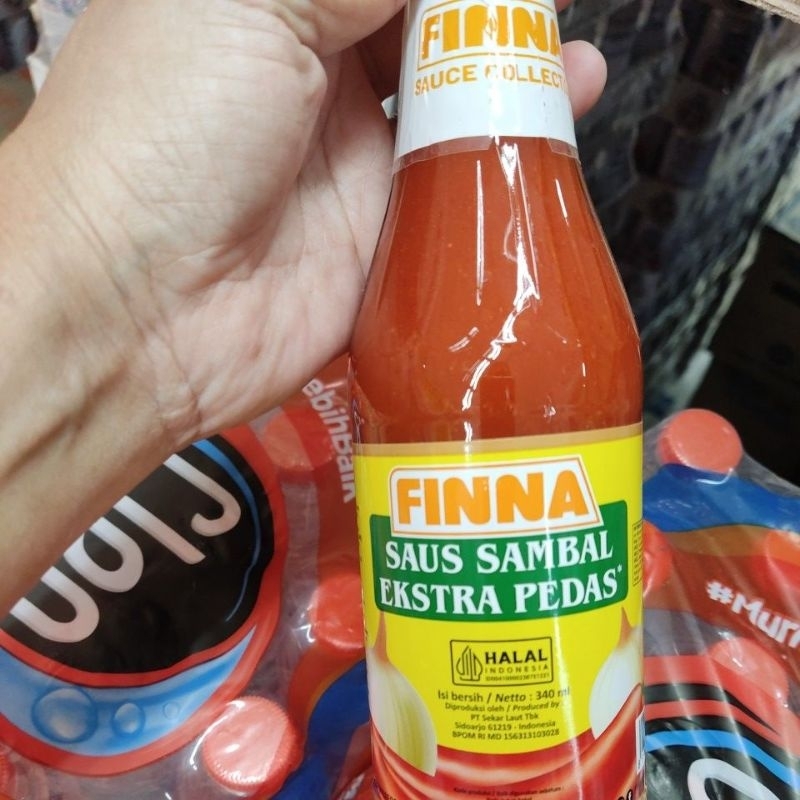 FINNA
SAUCE COLLECT
FINNA
SAUS SAMBAL
EKSTRA PEDAS*
HALAL
INDONESIA
Isi bersih / Netto : 340 ml
Diproduksi oleh / Produced by :
PT Sekar Laut Tbk
Sidoarjo 61219 - Indonesia
BPOM RI MD 156313103028
ebihBaik
#Mur